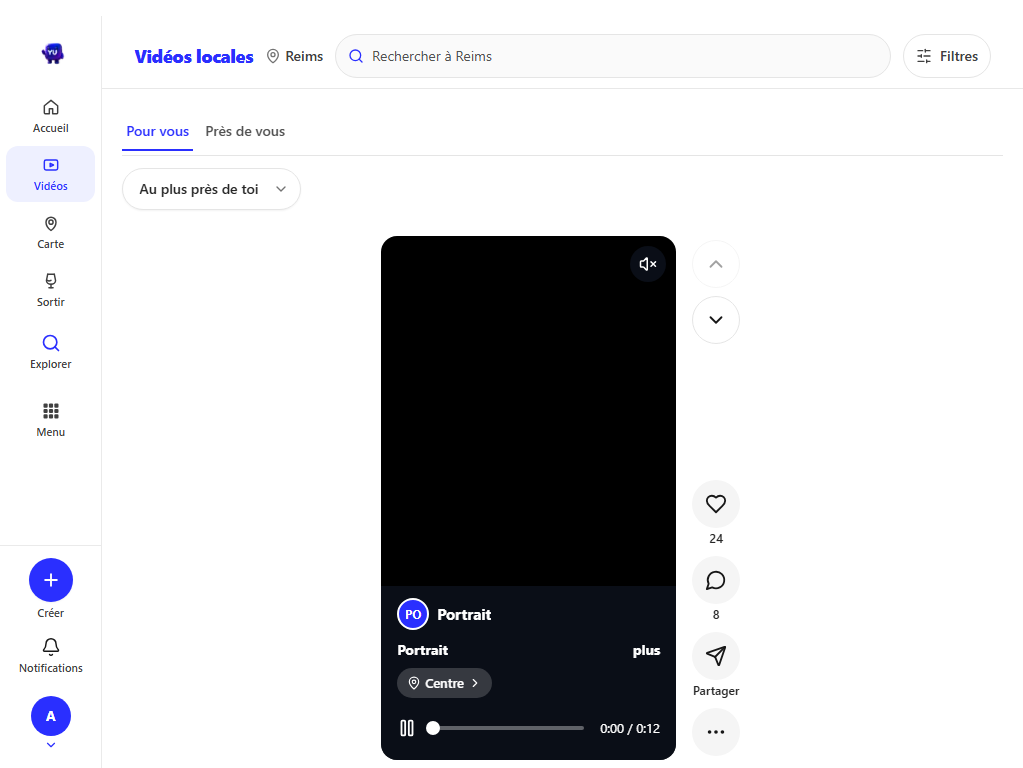 YU
Vidéos locales
Reims
Rechercher à Reims
Filtres
Accueil
Vidéos
Carte
Sortir
Explorer
Menu
Créer
Notifications
A
Pour vous
Près de vous
Au plus près de toi
PO
Portrait
Portrait
plus
Centre
0:00 / 0:12
24
8
Partager